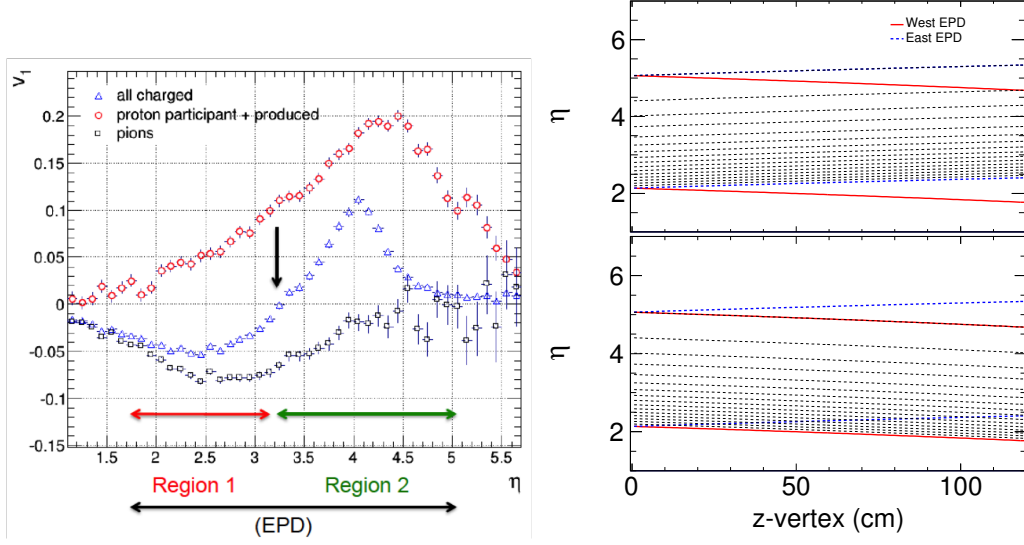 v₁
all charged
proton participant + produced
pions
0.2
0.15
0.1
0.05
0
-0.05
-0.1
-0.15
1.5 2 2.5 3 3.5 4 4.5 5 5.5
η
Region 1 Region 2
(EPD)
West EPD
East EPD
6
4
2
η
6
4
2
η
0 50 100
z-vertex (cm)